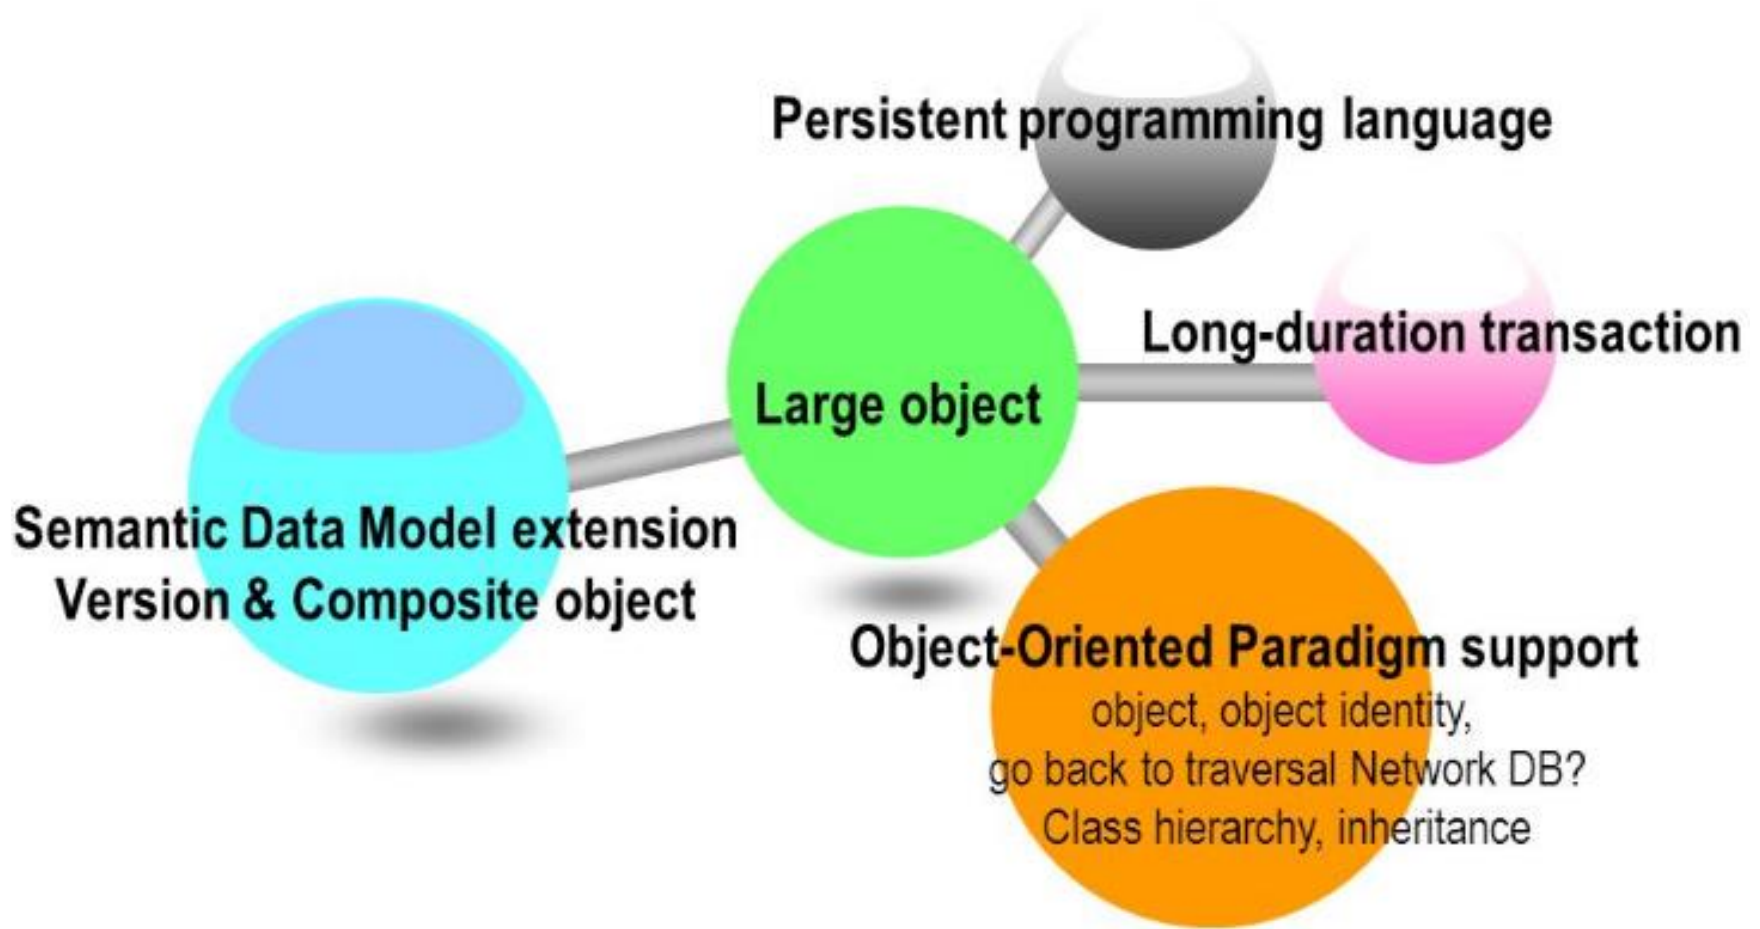 Persistent programming language
Long-duration transaction
Large object
Semantic Data Model extension
Version & Composite object
Object-Oriented Paradigm support
object, object identity,
go back to traversal Network DB?
Class hierarchy, inheritance